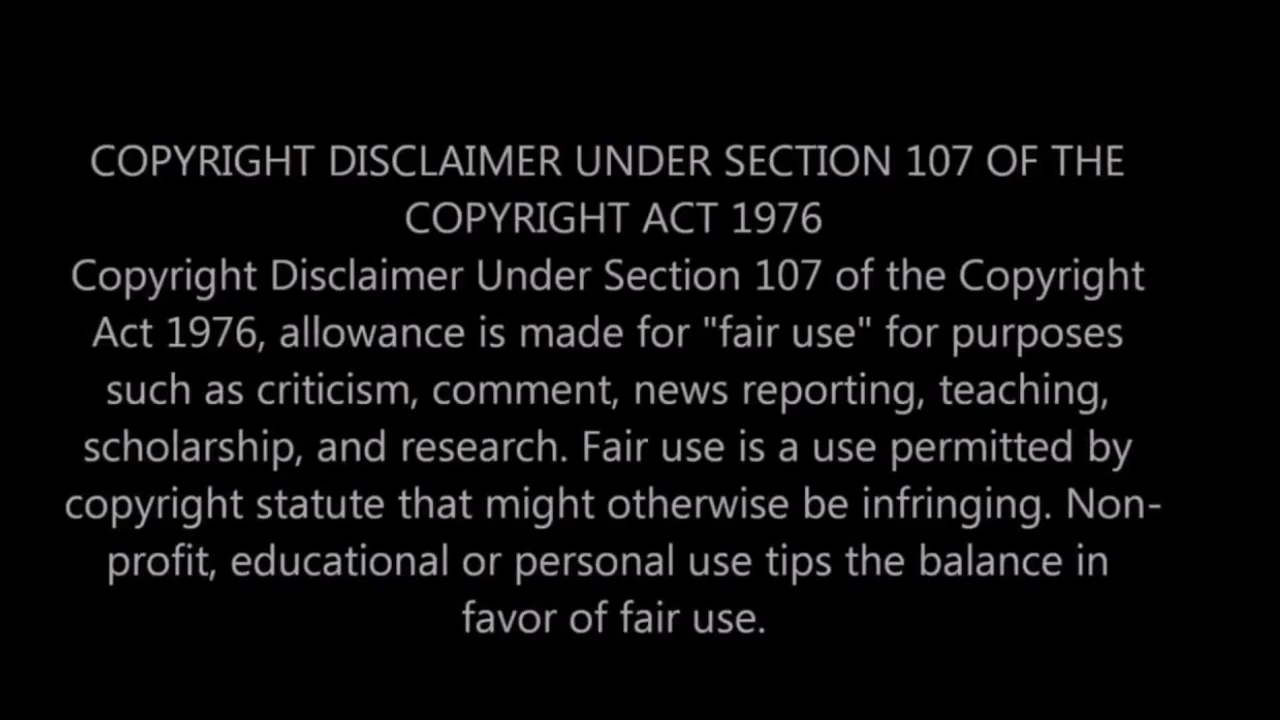 COPYRIGHT DISCLAIMER UNDER SECTION 107 OF THE
COPYRIGHT ACT 1976
Copyright Disclaimer Under Section 107 of the Copyright
Act 1976, allowance is made for "fair use" for purposes
such as criticism, comment, news reporting, teaching,
scholarship, and research. Fair use is a use permitted by
copyright statute that might otherwise be infringing. Non-
profit, educational or personal use tips the balance in
favor of fair use.